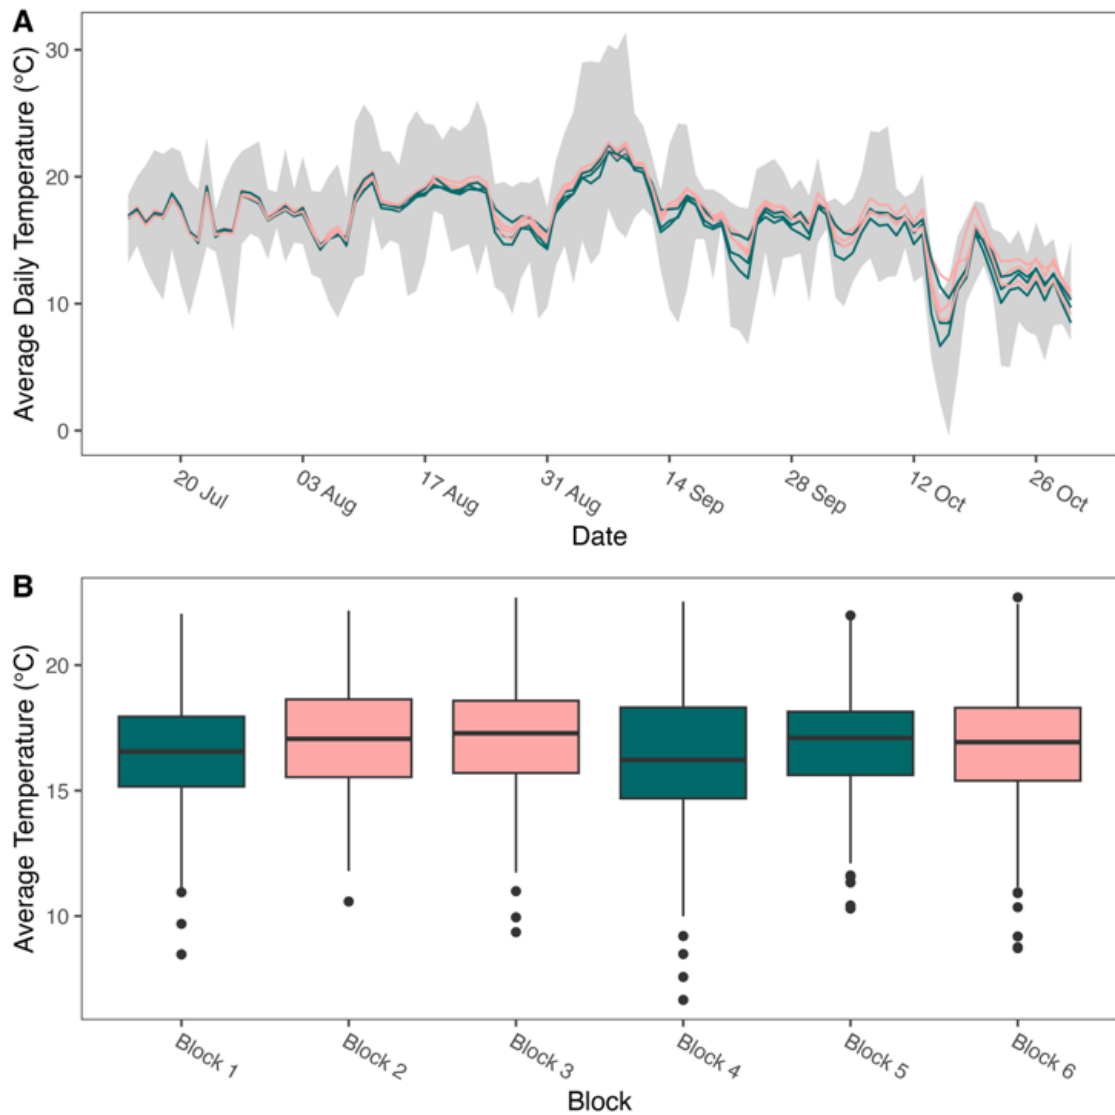 A
Average Daily Temperature (°C)
30
20
10
0
20 Jul
03 Aug
17 Aug
31 Aug
14 Sep
28 Sep
12 Oct
26 Oct
Date
B
Average Temperature (°C)
20
15
10
Block 1
Block 2
Block 3
Block 4
Block 5
Block 6
Block